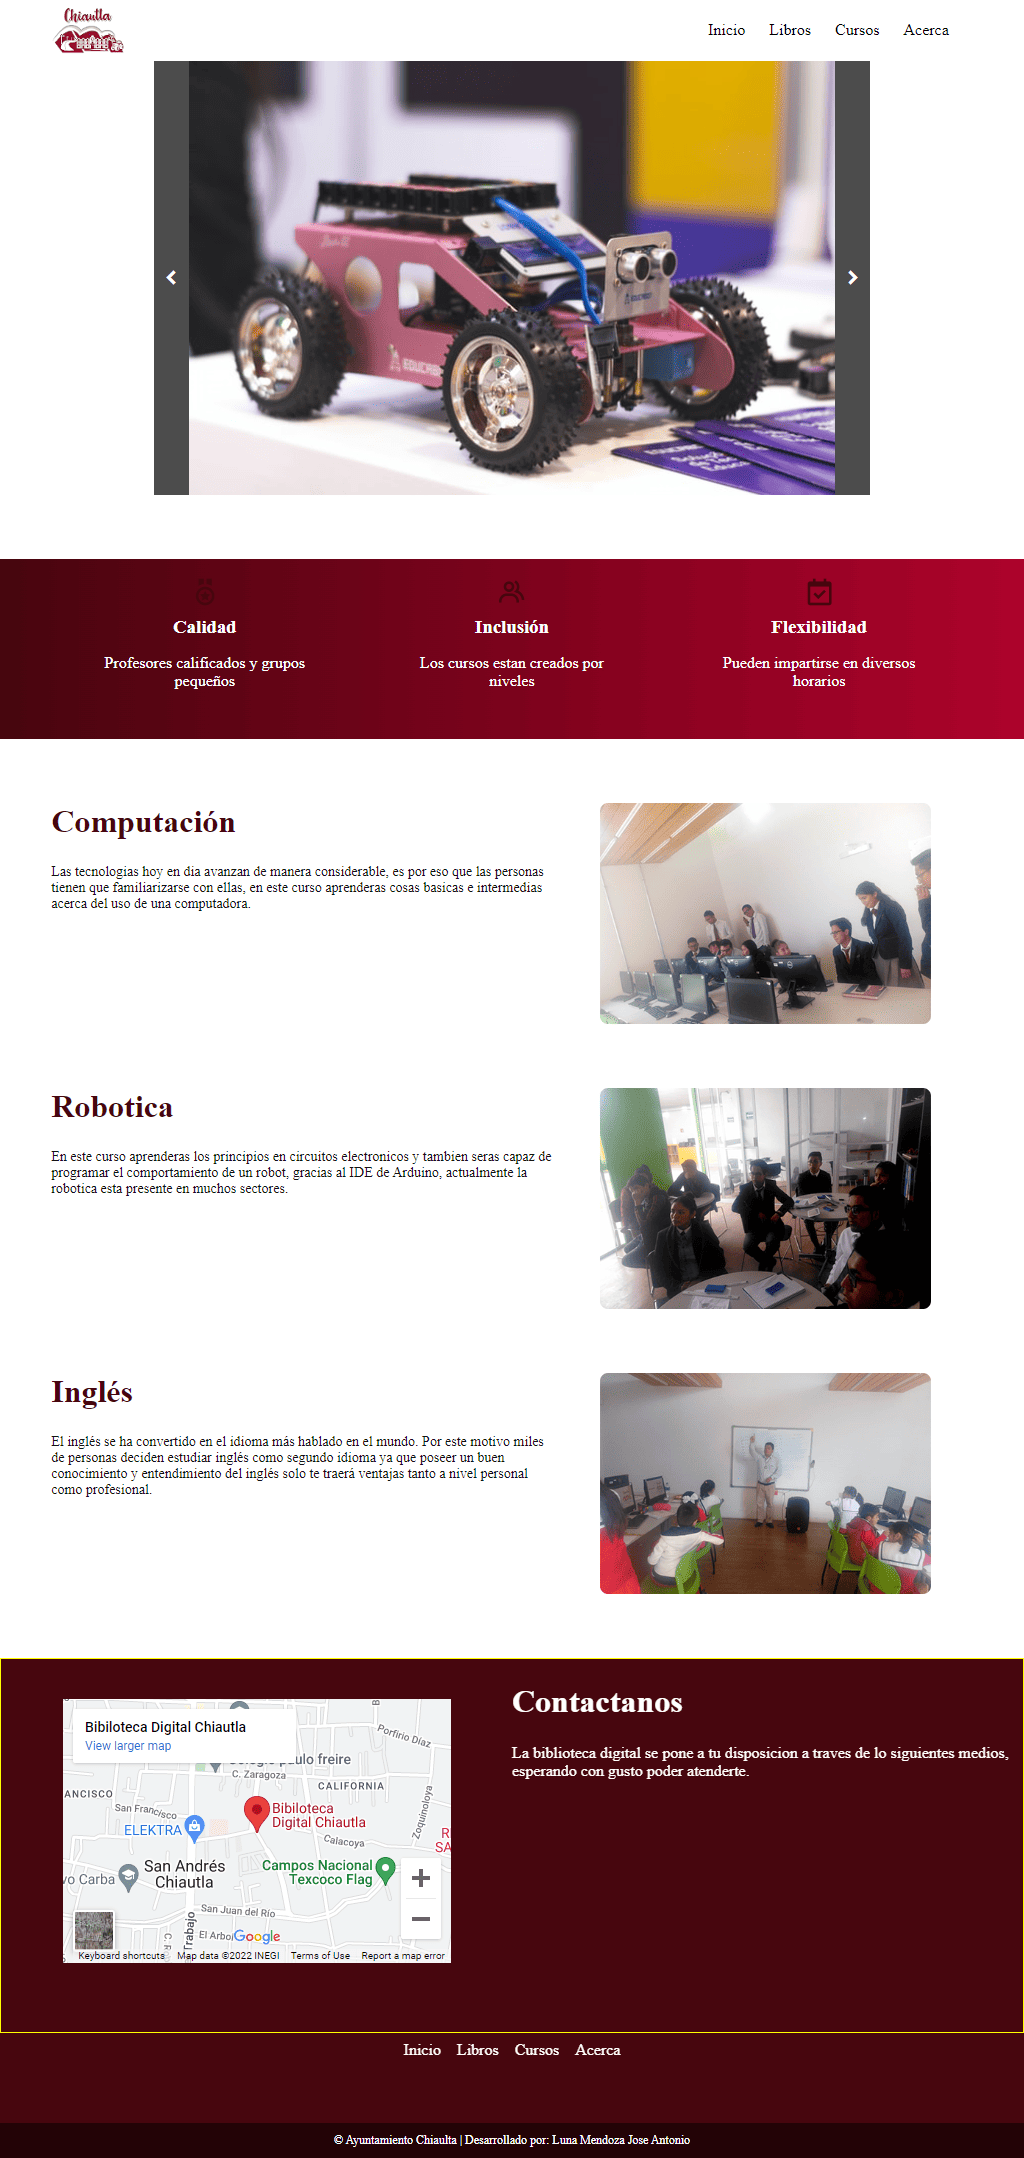 Chiautla
Inicio Libros Cursos Acerca
EDUCABOT
Calidad
Profesores calificados y grupos
pequeños
Inclusión
Los cursos estan creados por
niveles
Flexibilidad
Pueden impartirse en diversos
horarios
Computación
Las tecnologias hoy en dia avanzan de manera considerable, es por eso que las personas
tienen que familiarizarse con ellas, en este curso aprenderas cosas basicas e intermedias
acerca del uso de una computadora.
Robotica
En este curso aprenderas los principios en circuitos electronicos y tambien seras capaz de
programar el comportamiento de un robot, gracias al IDE de Arduino, actualmente la
robotica esta presente en muchos sectores.
Inglés
El inglés se ha convertido en el idioma más hablado en el mundo. Por este motivo miles
de personas deciden estudiar inglés como segundo idioma ya que poseer un buen
conocimiento y entendimiento del inglés solo te traerá ventajas tanto a nivel personal
como profesional.
Bibiloteca Digital Chiautla
View larger map
paulo freire
C. Zaragoza
Porfirio Díaz
ANCISCO
CALIFORNIA
San Francisco
ELEKTRA
Bibiloteca
Digital Chiautla
Zoquinoloya
Calacoya
R
SA
San Andrés
Chiautla
Campos Nacional
Texcoco Flag
vo Carba
San Juan del Río
El Arbol
Trabajo
Google
Keyboard shortcuts Map data ©2022 INEGI Terms of Use Report a map error
Contactanos
La biblioteca digital se pone a tu disposicion a traves de lo siguientes medios,
esperando con gusto poder atenderte.
Inicio Libros Cursos Acerca
© Ayuntamiento Chiaulta | Desarrollado por: Luna Mendoza Jose Antonio